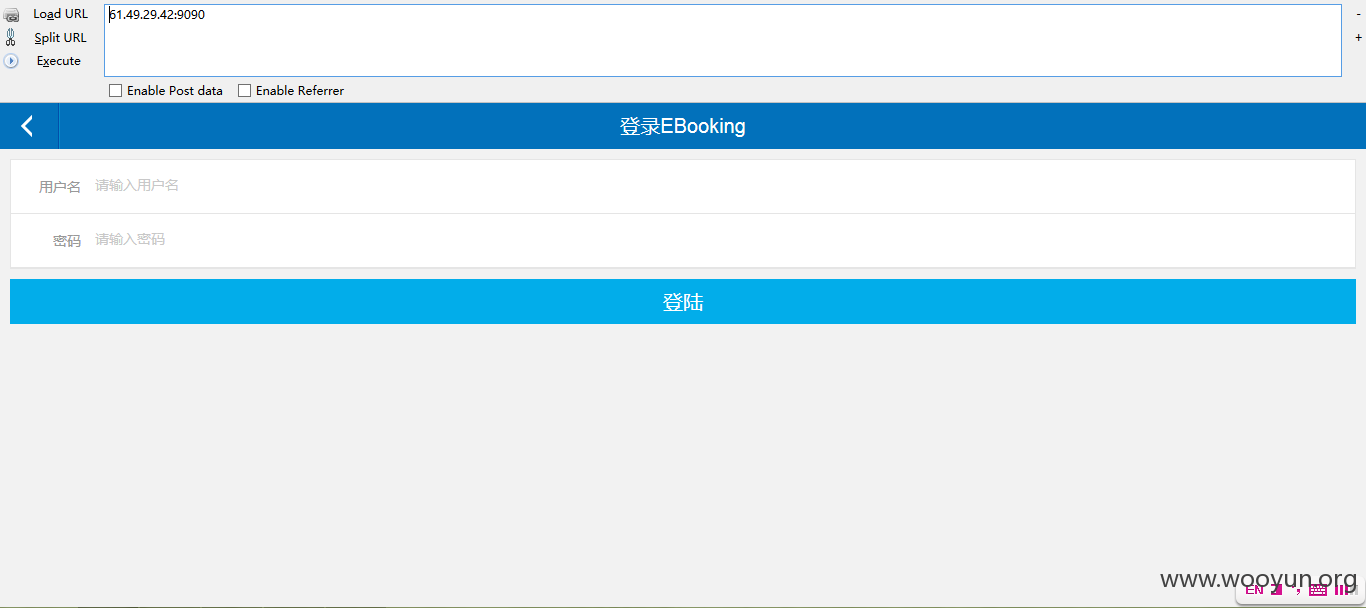 Load URL
61.49.29.42:9090
-
Split URL
+
Execute
Enable Post data
Enable Referrer
登录EBooking
用户名
请输入用户名
密码
请输入密码
登陆
www.wooyun.org
EN